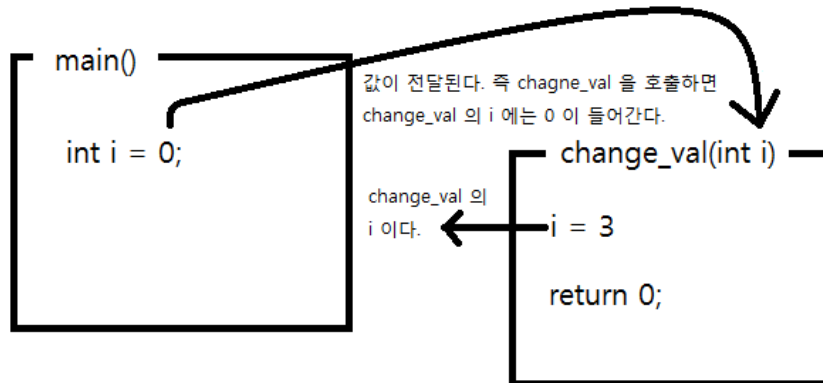 main()
int i = 0;
값이 전달된다. 즉 chagne_val 을 호출하면
change_val 의 i 에는 0 이 들어간다.
change_val(int i)
change_val 의
i 이다.
i = 3
return 0;